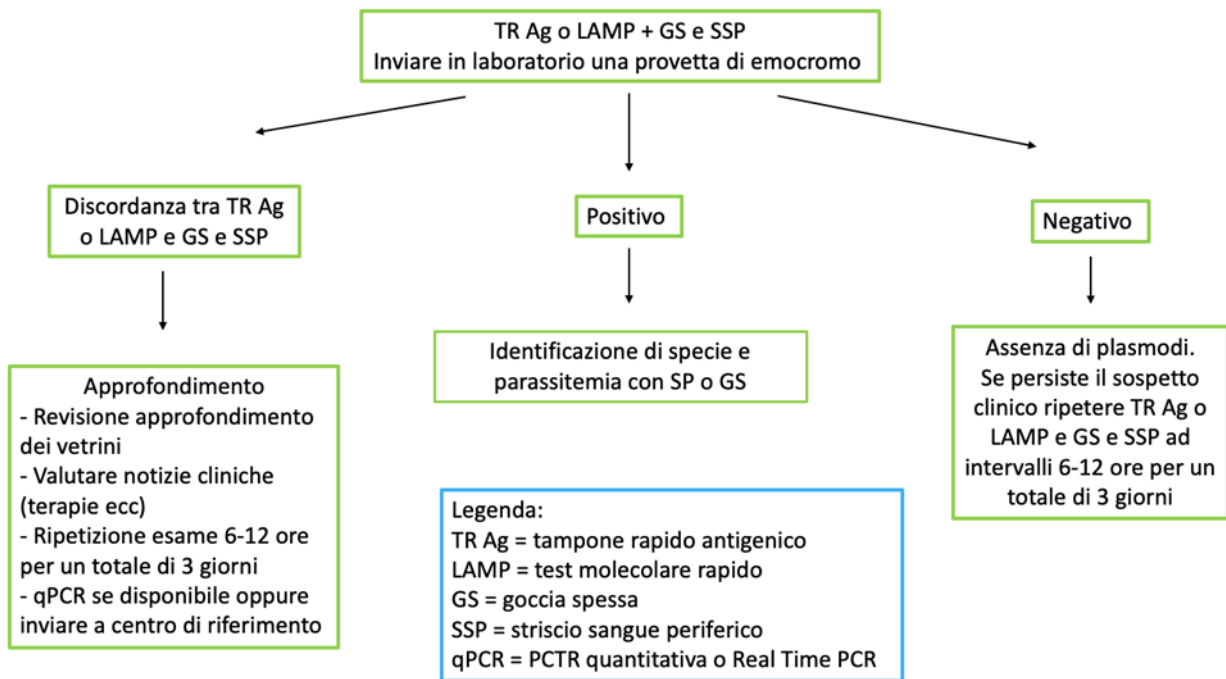 TR Ag o LAMP + GS e SSP
Inviare in laboratorio una provetta di emocromo
Discordanza tra TR Ag
o LAMP e GS e SSP
Positivo
Negativo
Approfondimento
- Revisione approfondimento
dei vetrini
- Valutare notizie cliniche
(terapie ecc)
- Ripetizione esame 6-12 ore
per un totale di 3 giorni
- qPCR se disponibile oppure
inviare a centro di riferimento
Identificazione di specie e
parassitemia con SP o GS
Assenza di plasmodi.
Se persiste il sospetto
clinico ripetere TR Ag o
LAMP e GS e SSP ad
intervalli 6-12 ore per un
totale di 3 giorni
Legenda:
TR Ag = tampone rapido antigenico
LAMP = test molecolare rapido
GS = goccia spessa
SSP = striscio sangue periferico
qPCR = PCTR quantitativa o Real Time PCR